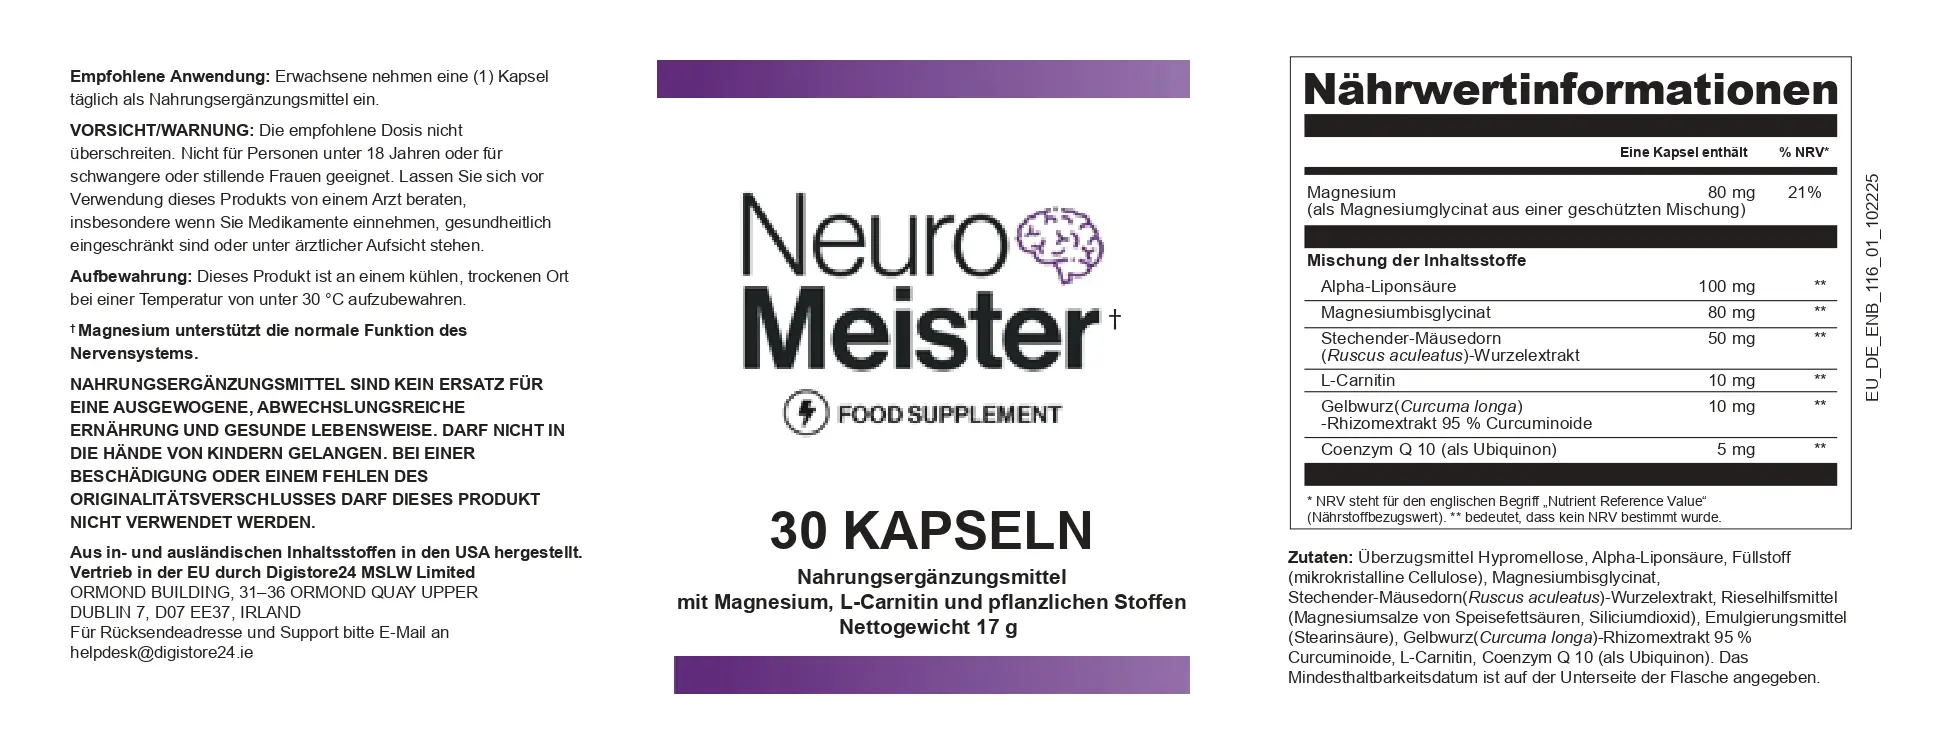 Empfohlene Anwendung: Erwachsene nehmen eine (1) Kapsel
täglich als Nahrungsergänzungsmittel ein.
VORSICHT/WARNUNG: Die empfohlene Dosis nicht
überschreiten. Nicht für Personen unter 18 Jahren oder für
schwangere oder stillende Frauen geeignet. Lassen Sie sich vor
Verwendung dieses Produkts von einem Arzt beraten,
insbesondere wenn Sie Medikamente einnehmen, gesundheitlich
eingeschränkt sind oder unter ärztlicher Aufsicht stehen.
Aufbewahrung: Dieses Produkt ist an einem kühlen, trockenen Ort
bei einer Temperatur von unter 30 °C aufzubewahren.
† Magnesium unterstützt die normale Funktion des
Nervensystems.
NAHRUNGSERGÄNZUNGSMITTEL SIND KEIN ERSATZ FÜR
EINE AUSGEWOGENE, ABWECHSLUNGSREICHE
ERNÄHRUNG UND GESUNDE LEBENSWEISE. DARF NICHT IN
DIE HÄNDE VON KINDERN GELANGEN. BEI EINER
BESCHÄDIGUNG ODER EINEM FEHLEN DES
ORIGINALITÄTSVERSCHLUSSES DARF DIESES PRODUKT
NICHT VERWENDET WERDEN.
Aus in- und ausländischen Inhaltsstoffen in den USA hergestellt.
Vertrieb in der EU durch Digistore24 MSLW Limited
ORMOND BUILDING, 31–36 ORMOND QUAY UPPER
DUBLIN 7, D07 EE37, IRLAND
Für Rücksendeadresse und Support bitte E-Mail an
helpdesk@digistore24.ie
Neuro
Meister†
FOOD SUPPLEMENT
30 KAPSELN
Nahrungsergänzungsmittel
mit Magnesium, L-Carnitin und pflanzlichen Stoffen
Nettogewicht 17 g
Nährwertinformationen
Eine Kapsel enthält % NRV*
Magnesium 80 mg 21%
(als Magnesiumglycinat aus einer geschützten Mischung)
Mischung der Inhaltsstoffe
Alpha-Liponsäure 100 mg **
Magnesiumbisglycinat 80 mg **
Stechender-Mäusedorn 50 mg **
(Ruscus aculeatus)-Wurzelextrakt
L-Carnitin 10 mg **
Gelbwurz(Curcuma longa) 10 mg **
-Rhizomextrakt 95 % Curcuminoide
Coenzym Q 10 (als Ubiquinon) 5 mg **
* NRV steht für den englischen Begriff „Nutrient Reference Value“
(Nährstoffbezugswert). ** bedeutet, dass kein NRV bestimmt wurde.
Zutaten: Überzugsmittel Hypromellose, Alpha-Liponsäure, Füllstoff
(mikrokristalline Cellulose), Magnesiumbisglycinat,
Stechender-Mäusedorn(Ruscus aculeatus)-Wurzelextrakt, Rieselhilfsmittel
(Magnesiumsalze von Speisefettsäuren, Siliciumdioxid), Emulgierungsmittel
(Stearinsäure), Gelbwurz(Curcuma longa)-Rhizomextrakt 95 %
Curcuminoide, L-Carnitin, Coenzym Q 10 (als Ubiquinon). Das
Mindesthaltbarkeitsdatum ist auf der Unterseite der Flasche angegeben.
EU_DE_ENB_116_01_102225